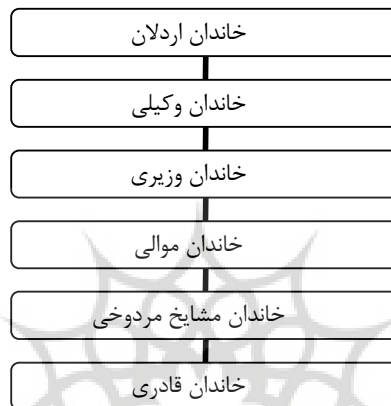 خاندان اردلان
خاندان وکیلی
خاندان وزیری
خاندان موالی
خاندان مشایخ مردوخی
خاندان قادری